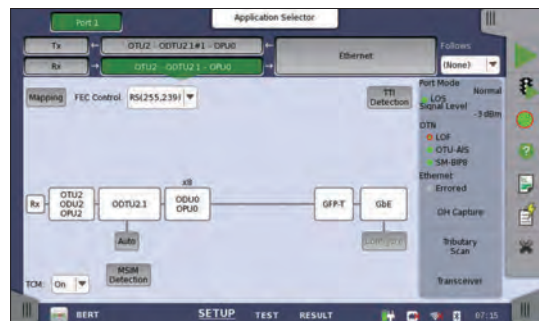 Port 1
Application Selector
Tx
OTU2 - ODTU2.1#1 - OPU0
Ethernet
Follows
Rx
OTU2 - ODTU2.1 - OPU0
(None)
Mapping
FEC Control
RS(255,239)
TTI
Detection
Port Mode
Normal
LOS
Signal Level
-3 dBm
OTN
LOF
OTU-AIS
SM-BIP8
Ethernet
Errored
x8
Rx
OTU2
ODU2
OPU2
ODTU2.1
ODU0
OPU0
GFP-T
GbE
OH Capture
Auto
Configure
Tributary
Scan
TCM
On
MSIM
Detection
Transceiver
BERT
SETUP
TEST
RESULT
07:15